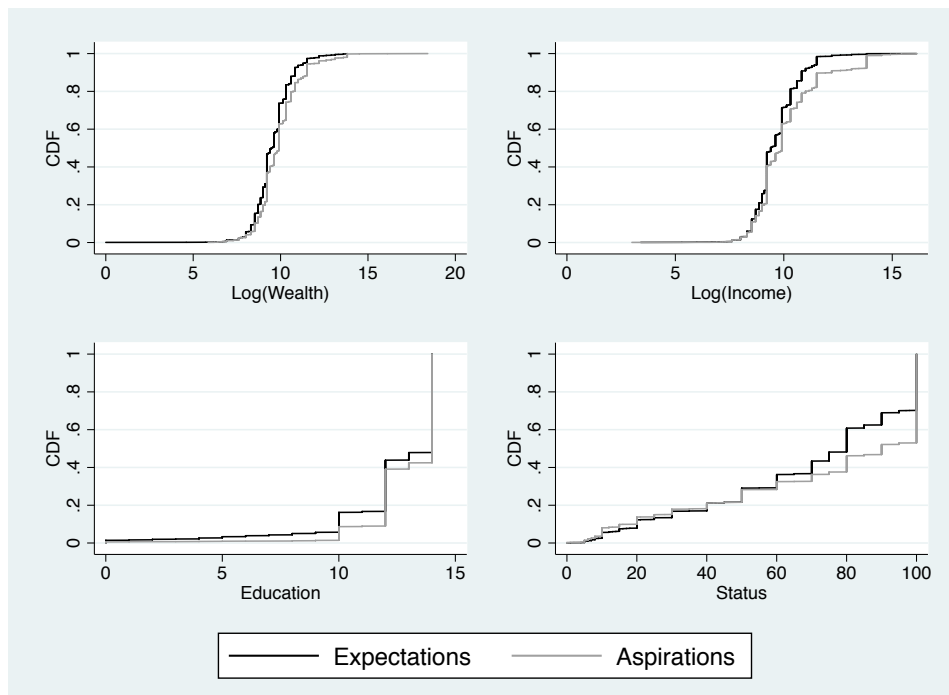 CDF
0 .2 .4 .6 .8 1
0 5 10 15 20
Log(Wealth)
CDF
0 .2 .4 .6 .8 1
0 5 10 15
Log(Income)
CDF
0 .2 .4 .6 .8 1
0 5 10 15
Education
CDF
0 .2 .4 .6 .8 1
0 20 40 60 80 100
Status
Expectations Aspirations